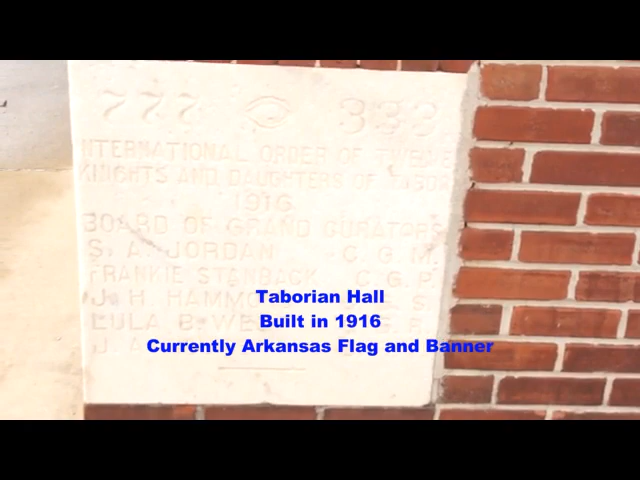 777 333
INTERNATIONAL ORDER OF TWELVE
KNIGHTS AND DAUGHTERS OF TABOR
1916
BOARD OF GRAND CURATORS
S. A. JORDAN C. G. M.
FRANKIE STANBACK C. G. P.
J. H. S
LULA B.
J. A
Taborian Hall
Built in 1916
Currently Arkansas Flag and Banner